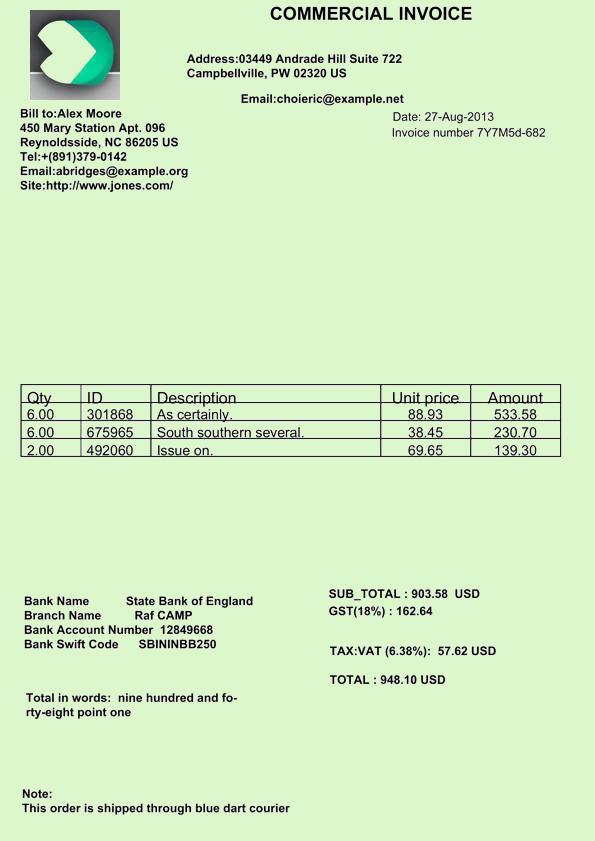 COMMERCIAL INVOICE
Address:03449 Andrade Hill Suite 722
Campbellville, PW 02320 US
Email:choieric@example.net
Bill to:Alex Moore
450 Mary Station Apt. 096
Reynoldsside, NC 86205 US
Tel:+(891)379-0142
Email:abridges@example.org
Site:http://www.jones.com/
Date: 27-Aug-2013
Invoice number 7Y7M5d-682
Qty ID Description Unit price Amount
6.00 301868 As certainly. 88.93 533.58
6.00 675965 South southern several. 38.45 230.70
2.00 492060 Issue on. 69.65 139.30
Bank Name State Bank of England
Branch Name Raf CAMP
Bank Account Number 12849668
Bank Swift Code SBININBB250
SUB_TOTAL : 903.58 USD
GST(18%) : 162.64
TAX:VAT (6.38%): 57.62 USD
TOTAL : 948.10 USD
Total in words: nine hundred and fo-
rty-eight point one
Note:
This order is shipped through blue dart courier